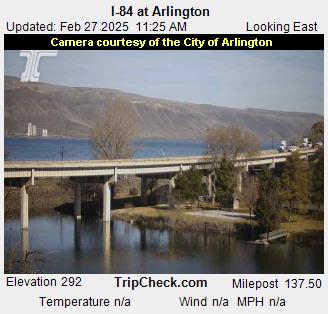 I-84 at Arlington
Updated: Feb 27 2025 11:25 AM Looking East
Camera courtesy of the City of Arlington
Elevation 292 TripCheck.com Milepost 137.50
Temperature n/a Wind n/a MPH n/a